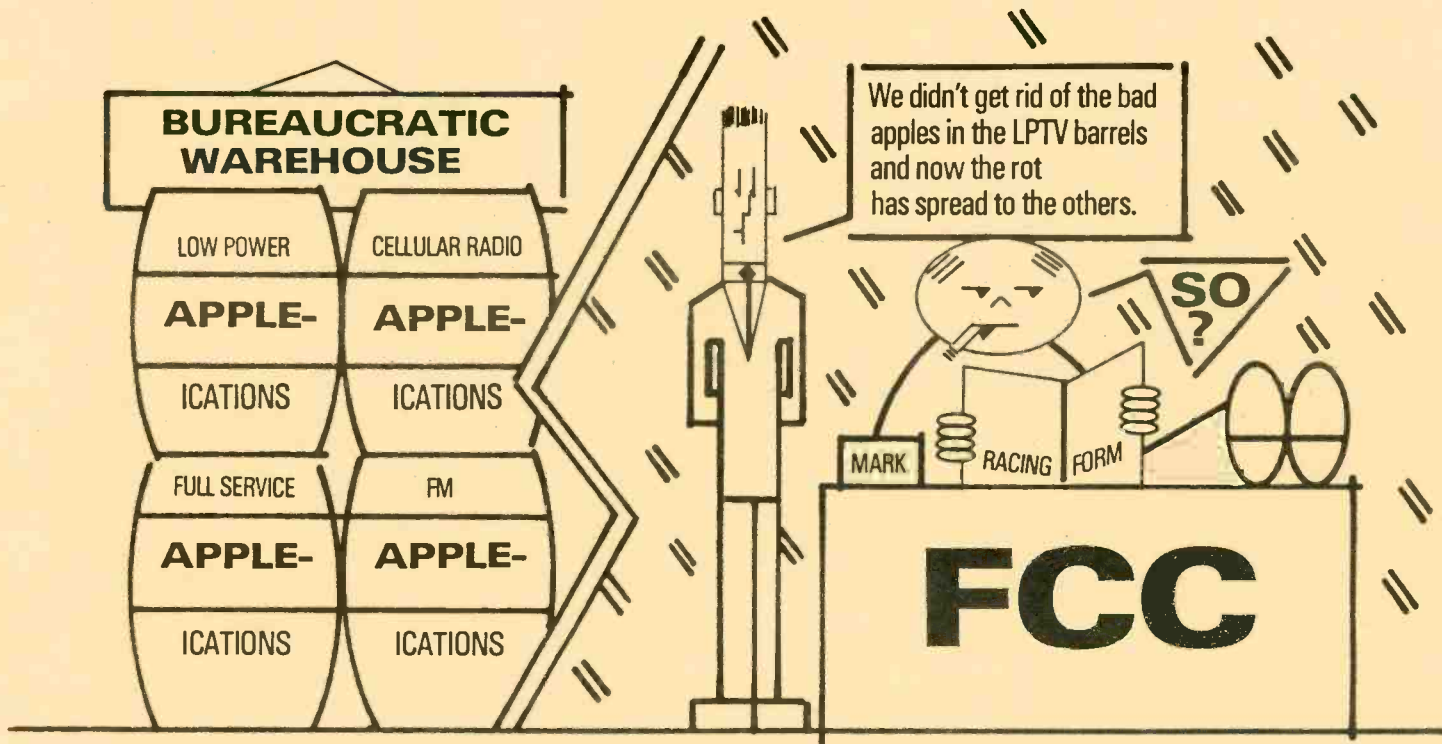 BUREAUCRATIC
WAREHOUSE
LOW POWER
APPLE-
ICATIONS
CELLULAR RADIO
APPLE-
ICATIONS
FULL SERVICE
APPLE-
ICATIONS
FM
APPLE-
ICATIONS
We didn't get rid of the bad
apples in the LPTV barrels
and now the rot
has spread to the others.
SO
?
MARK
RACING FORM
FCC